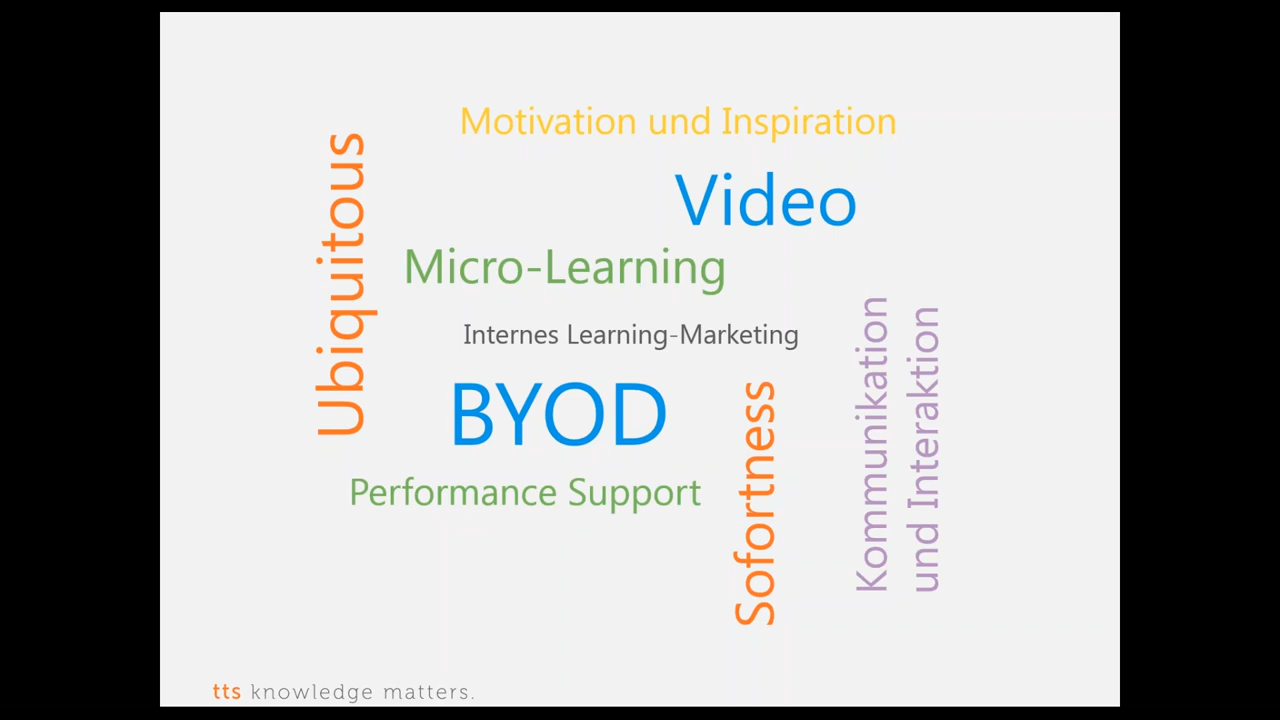 Motivation und Inspiration
Ubiquitous
Video
Micro-Learning
Internes Learning-Marketing
BYOD
Kommunikation
und Interaktion
Sofortness
Performance Support
tts knowledge matters.